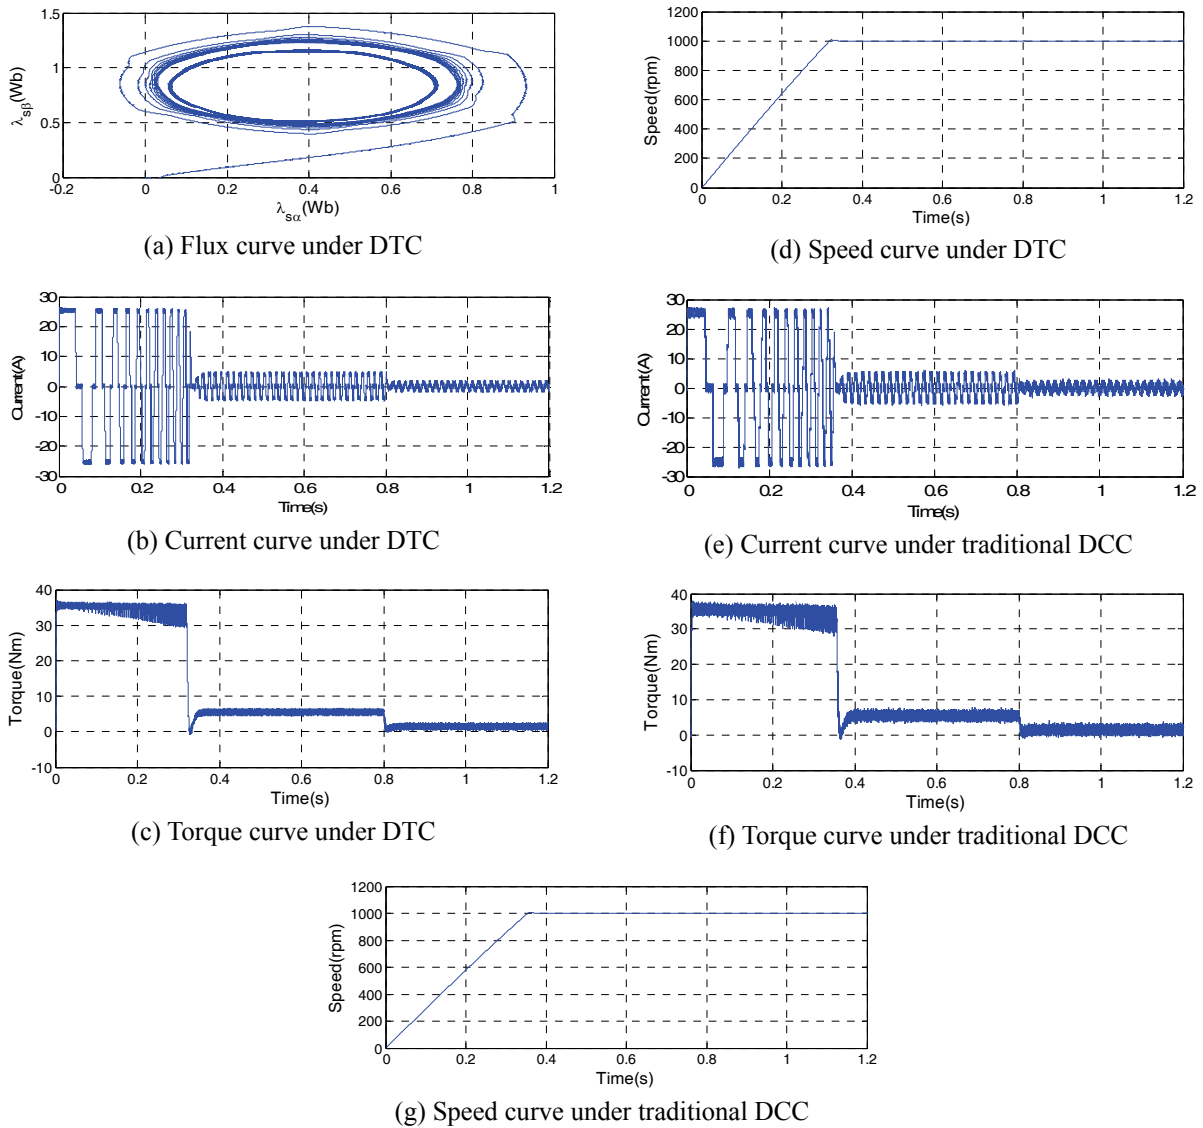 1.5
1
0.5
0
-0.2 0 0.2 0.4 0.6 0.8 1
λsβ(Wb)
λsα(Wb)
(a) Flux curve under DTC
1200
1000
800
600
400
200
0
0 0.2 0.4 0.6 0.8 1 1.2
Speed(rpm)
Time(s)
(d) Speed curve under DTC
30
20
10
0
-10
-20
-30
0 0.2 0.4 0.6 0.8 1 1.2
Current(A)
Time(s)
(b) Current curve under DTC
30
20
10
0
-10
-20
-30
0 0.2 0.4 0.6 0.8 1 1.2
Current(A)
Time(s)
(e) Current curve under traditional DCC
40
30
20
10
0
-10
0 0.2 0.4 0.6 0.8 1 1.2
Torque(Nm)
Time(s)
(c) Torque curve under DTC
40
30
20
10
0
-10
0 0.2 0.4 0.6 0.8 1 1.2
Torque(Nm)
Time(s)
(f) Torque curve under traditional DCC
1200
1000
800
600
400
200
0
0 0.2 0.4 0.6 0.8 1 1.2
Speed(rpm)
Time(s)
(g) Speed curve under traditional DCC